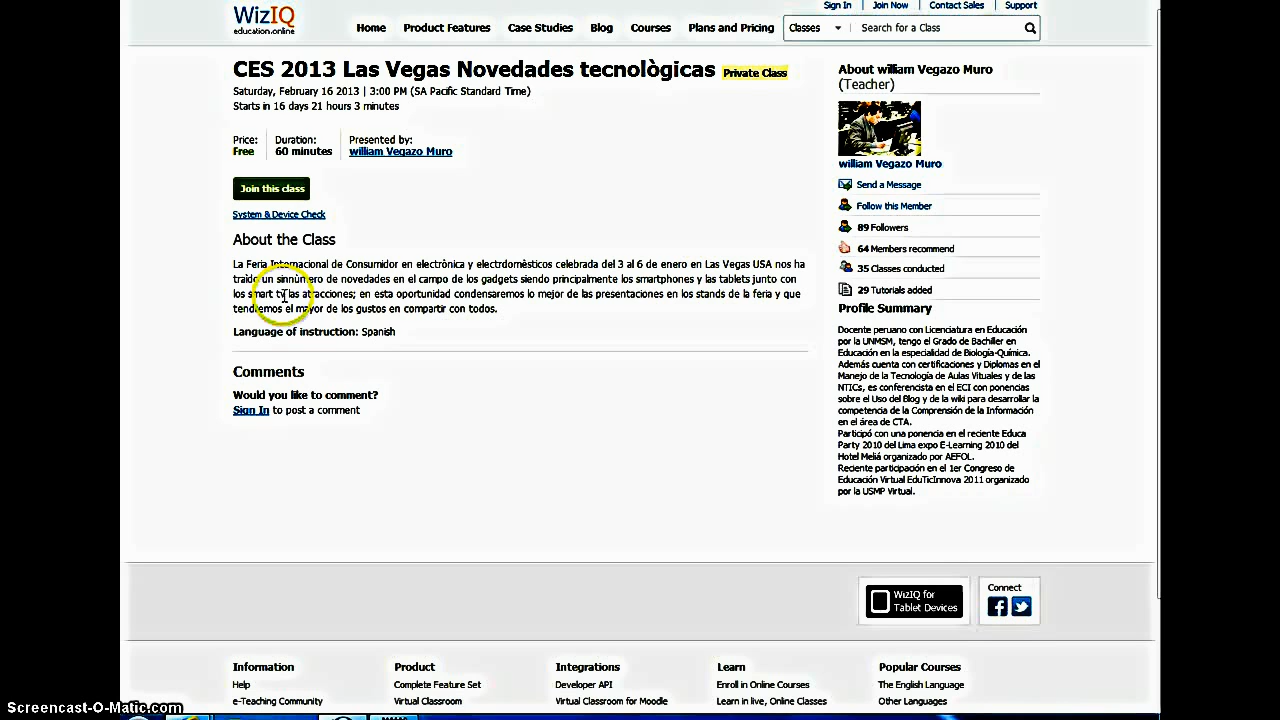 Sign In | Join Now | Contact Sales | Support
WizIQ
education.online
Home Product Features Case Studies Blog Courses Plans and Pricing Classes Search for a Class
CES 2013 Las Vegas Novedades tecnològicas Private Class
Saturday, February 16 2013 | 3:00 PM (SA Pacific Standard Time)
Starts in 16 days 21 hours 3 minutes
Price: Duration: Presented by:
Free 60 minutes william Vegazo Muro
Join this class
System & Device Check
About the Class
La Feria Internacional de Consumidor en electrònica y electrdomèsticos celebrada del 3 al 6 de enero en Las Vegas USA nos ha
traìdo un sinnùmero de novedades en el campo de los gadgets siendo principalmente los smartphones y las tablets junto con
los smart tv las atracciones; en esta oportunidad condensaremos lo mejor de las presentaciones en los stands de la feria y que
tendremos el mayor de los gustos en compartir con todos.
Language of instruction: Spanish
Comments
Would you like to comment?
Sign In to post a comment
About william Vegazo Muro
(Teacher)
william Vegazo Muro
Send a Message
Follow this Member
89 Followers
64 Members recommend
35 Classes conducted
29 Tutorials added
Profile Summary
Docente peruano con Licenciatura en Educación
por la UNMSM, tengo el Grado de Bachiller en
Educación en la especialidad de Biología-Química.
Además cuenta con certificaciones y Diplomas en el
Manejo de la Tecnología de Aulas Vituales y de las
NTICs, es conferencista en el ECI con ponencias
sobre el Uso del Blog y de la wiki para desarrollar la
competencia de la Comprensión de la Información
en el área de CTA.
Participó con una ponencia en el reciente Educa
Party 2010 del Lima expo E-Learning 2010 del
Hotel Meliá organizado por AEFOL.
Reciente participación en el 1er Congreso de
Educación Virtual EduTicInnova 2011 organizado
por la USMP Virtual.
WizIQ for
Tablet Devices
Connect
Information Product Integrations Learn Popular Courses
Help Complete Feature Set Developer API Enroll in Online Courses The English Language
e-Teaching Community Virtual Classroom Virtual Classroom for Moodle Learn in live, Online Classes Other Languages
Screencast-O-Matic.com